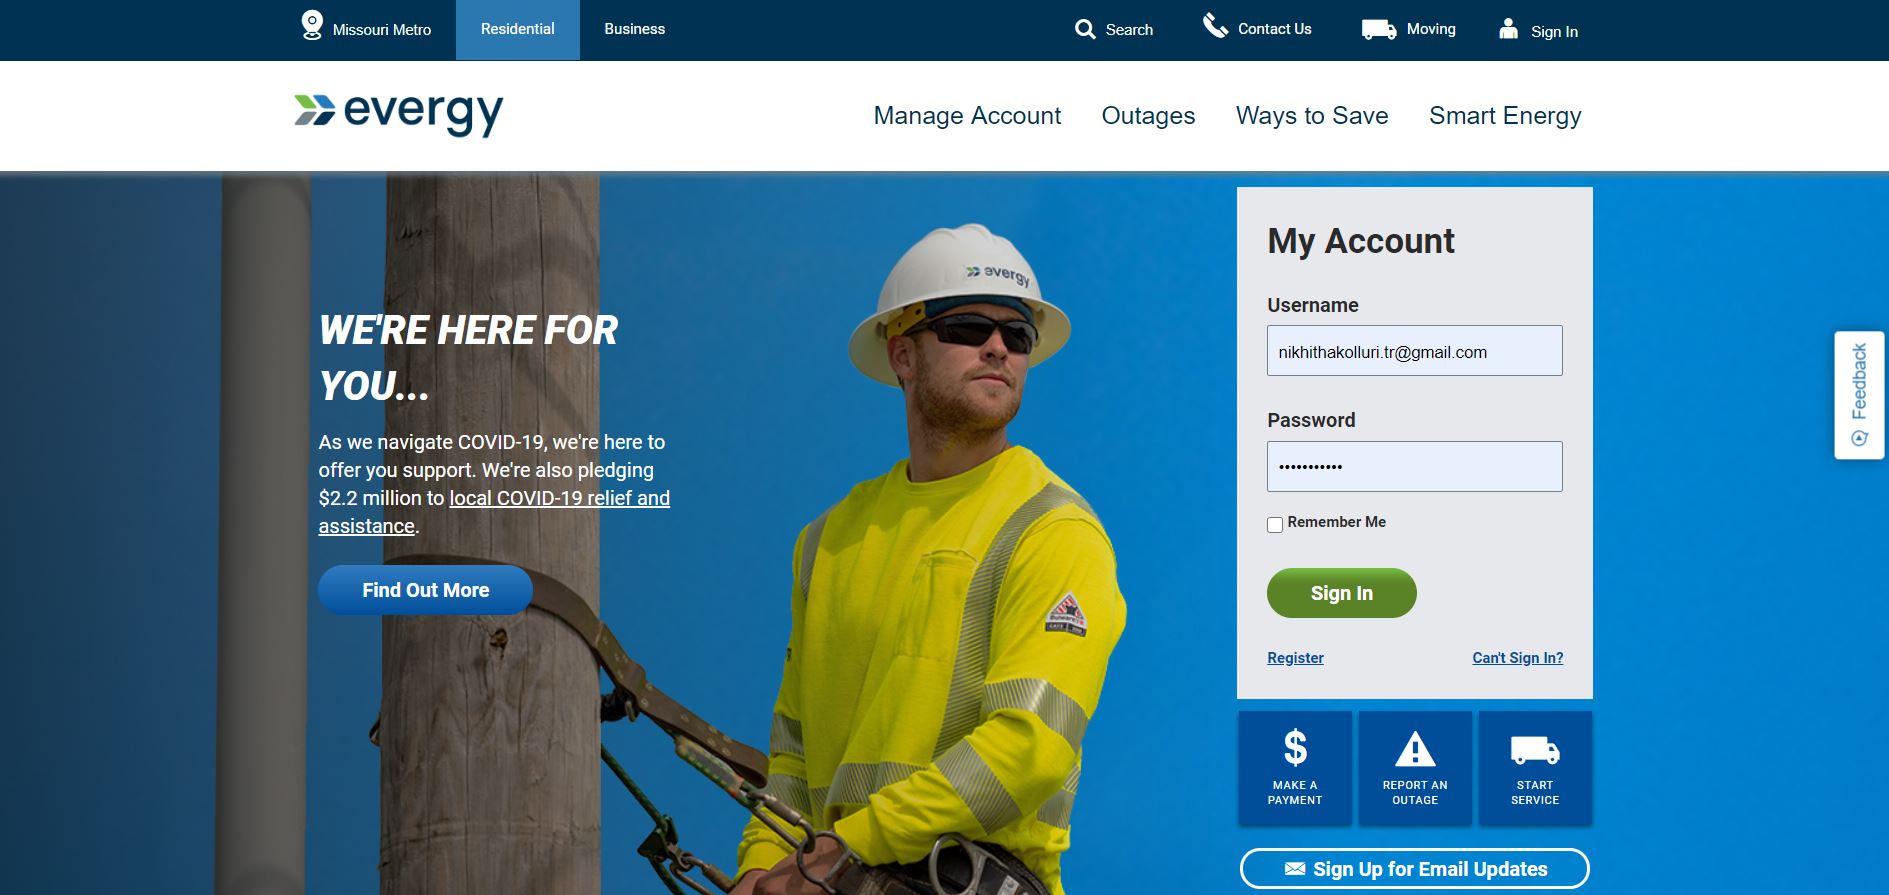 Missouri Metro
Residential
Business
Search
Contact Us
Moving
Sign In
evergy
Manage Account
Outages
Ways to Save
Smart Energy
WE'RE HERE FOR
YOU...
As we navigate COVID-19, we're here to
offer you support. We're also pledging
$2.2 million to local COVID-19 relief and
assistance.
Find Out More
evergy
My Account
Username
nikhithakolluri.tr@gmail.com
Password
•••••••••••
Remember Me
Sign In
Register
Can't Sign In?
$
MAKE A
PAYMENT
REPORT AN
OUTAGE
START
SERVICE
Sign Up for Email Updates
Feedback